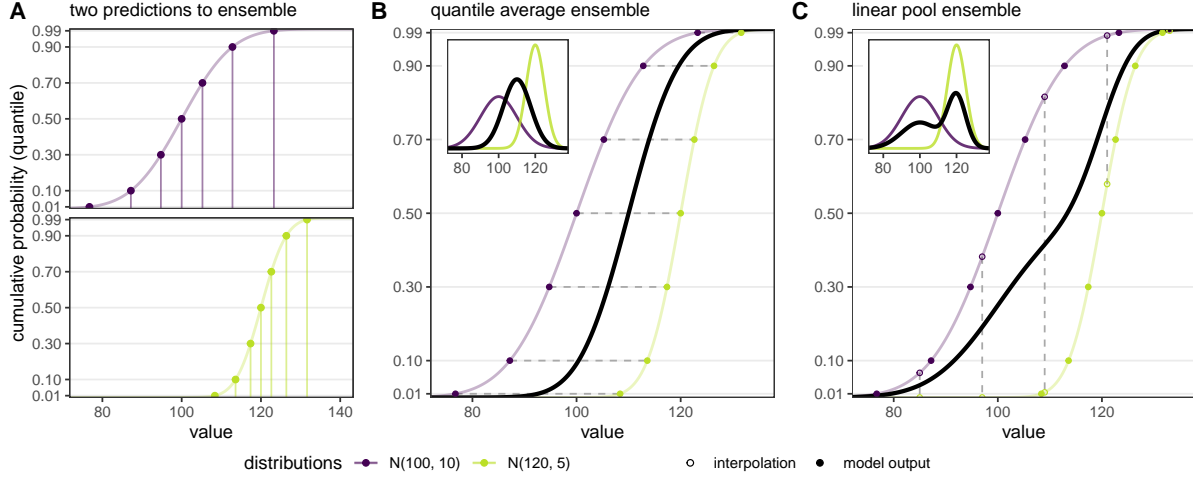 A two predictions to ensemble
B quantile average ensemble
C linear pool ensemble
cumulative probability (quantile)
0.99
0.90
0.70
0.50
0.30
0.10
0.01
0.99
0.90
0.70
0.50
0.30
0.10
0.01
80 100 120 140
value
0.99
0.90
0.70
0.50
0.30
0.10
0.01
80 100 120
80 100 120
value
0.99
0.90
0.70
0.50
0.30
0.10
0.01
80 100 120
80 100 120
value
distributions N(100, 10) N(120, 5) interpolation model output